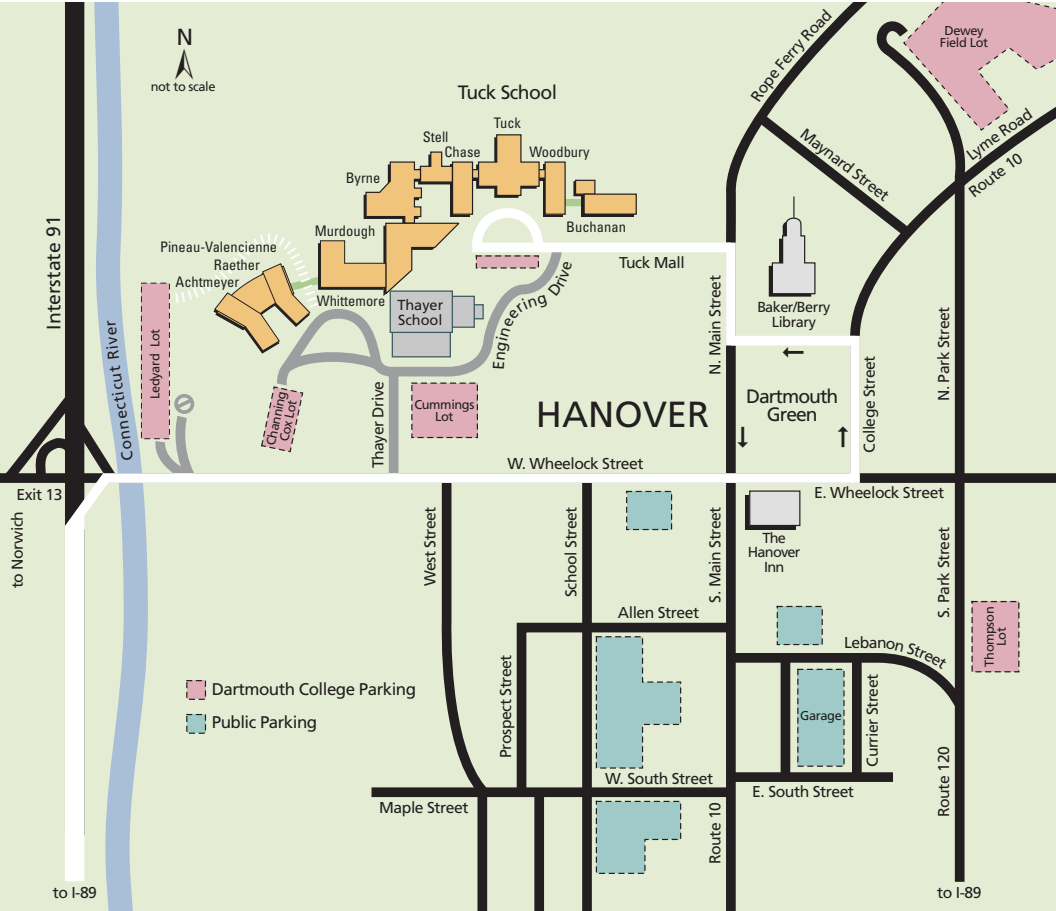 N
not to scale
Tuck School
Tuck
Stell
Chase
Woodbury
Byrne
Buchanan
Murdough
Pineau-Valencienne
Raether
Achtmeyer
Whittemore
Thayer
School
Tuck Mall
Engineering Drive
Rope Ferry Road
Dewey
Field Lot
Maynard Street
Lyme Road
Route 10
Baker/Berry
Library
Interstate 91
Connecticut River
Ledyard Lot
Channing
Cox Lot
Thayer Drive
Cummings
Lot
HANOVER
N. Main Street
Dartmouth
Green
College Street
N. Park Street
W. Wheelock Street
E. Wheelock Street
Exit 13
to Norwich
West Street
School Street
S. Main Street
The
Hanover
Inn
S. Park Street
Allen Street
Lebanon Street
Thompson
Lot
Dartmouth College Parking
Public Parking
Prospect Street
Garage
Currier Street
W. South Street
E. South Street
Maple Street
Route 10
Route 120
to I-89
to I-89